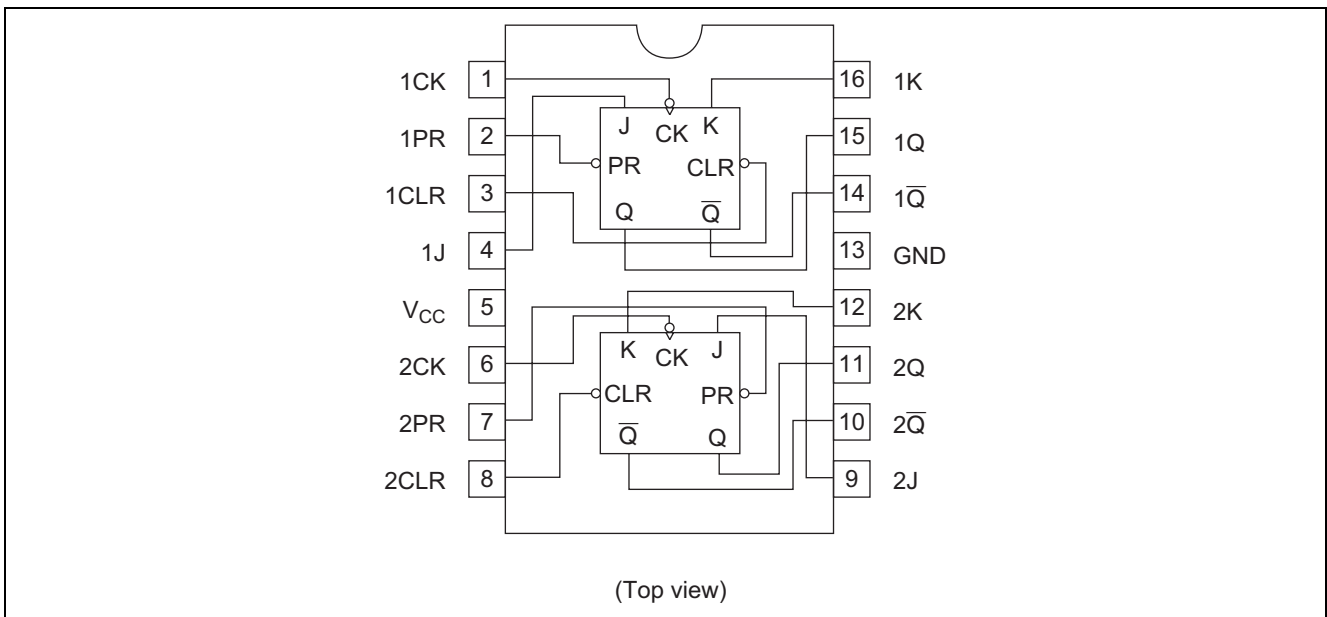 1CK 1 16 1K
J CK K
1PR 2 15 1Q
PR CLR
1CLR 3 14 1Q̅
Q Q̅
1J 4 13 GND
VCC 5 12 2K
K CK J
2CK 6 11 2Q
CLR PR
2PR 7 10 2Q̅
Q̅ Q
2CLR 8 9 2J
(Top view)